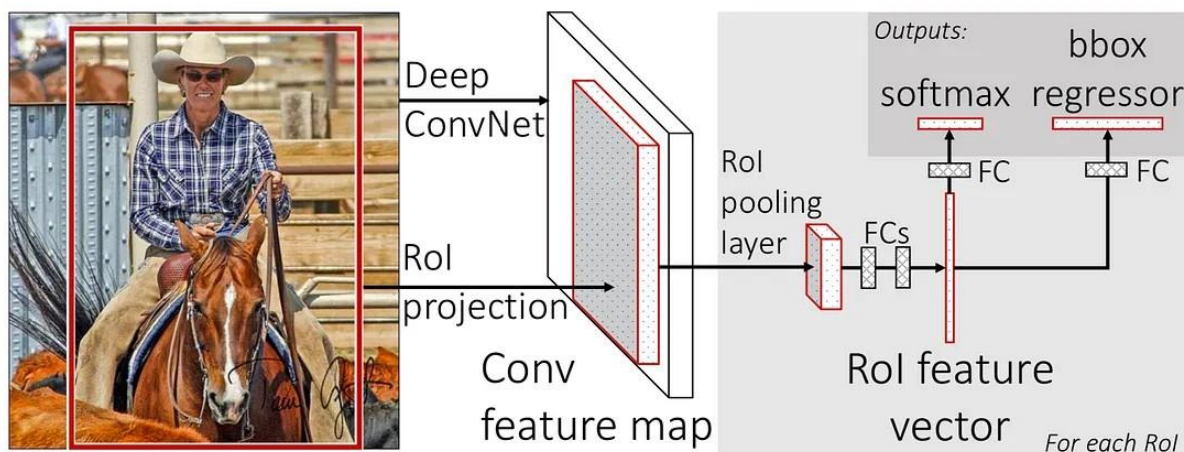 Deep
ConvNet
RoI
projection
Conv
feature map
RoI
pooling
layer
FCs
RoI feature
vector
For each RoI
Outputs:
softmax
bbox
regressor
FC
FC